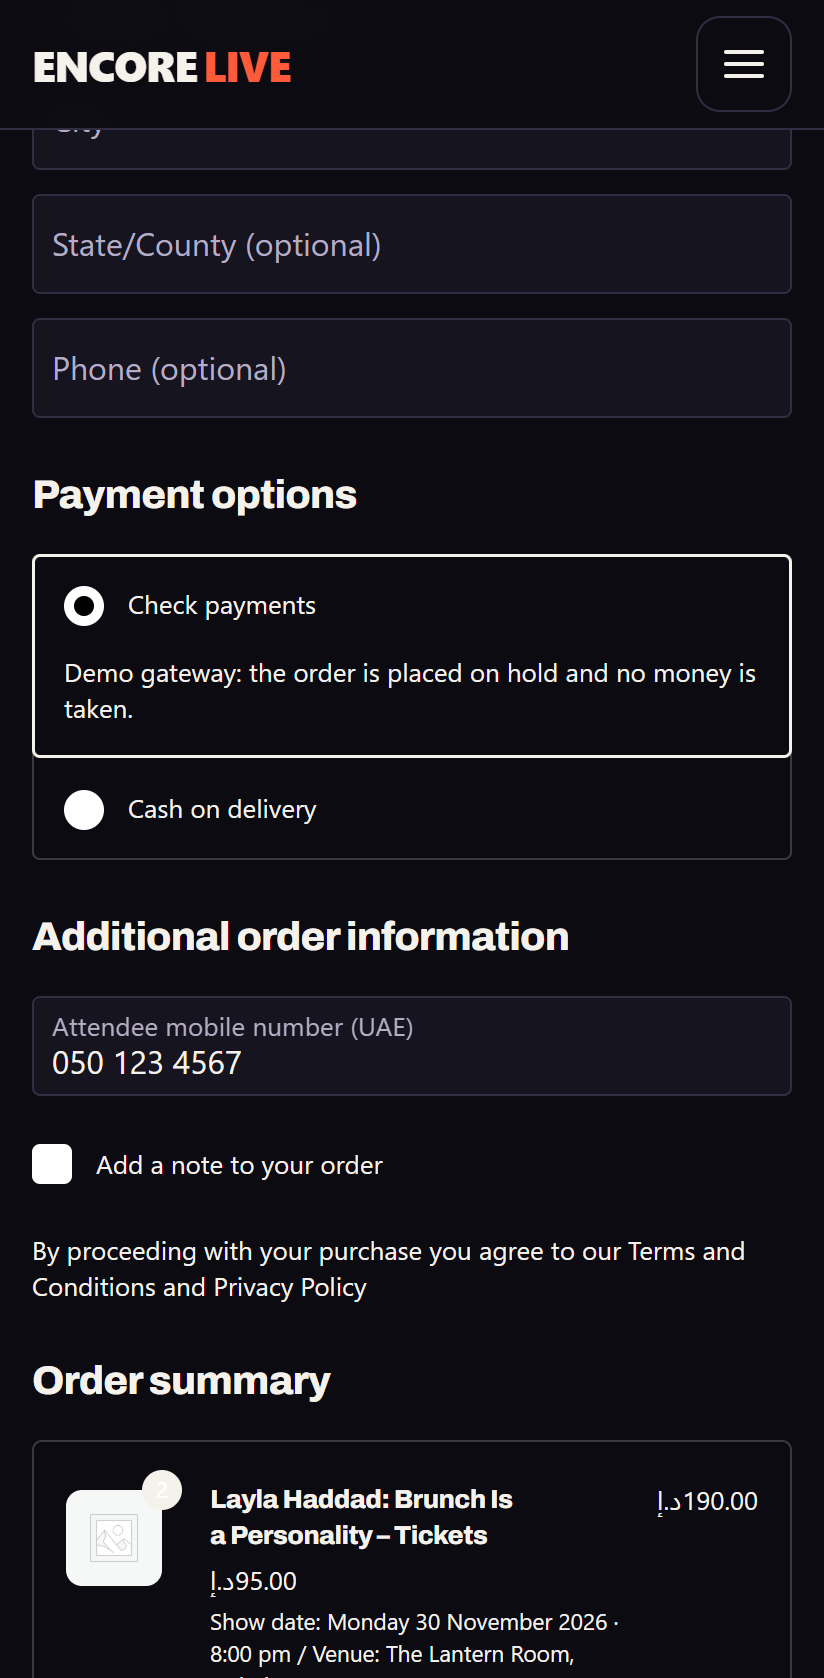 ENCORE LIVE
City
State/County (optional)
Phone (optional)
Payment options
Check payments
Demo gateway: the order is placed on hold and no money is
taken.
Cash on delivery
Additional order information
Attendee mobile number (UAE)
050 123 4567
Add a note to your order
By proceeding with your purchase you agree to our Terms and
Conditions and Privacy Policy
Order summary
2
Layla Haddad: Brunch Is
a Personality – Tickets
د.إ190.00
د.إ95.00
Show date: Monday 30 November 2026 ·
8:00 pm / Venue: The Lantern Room,